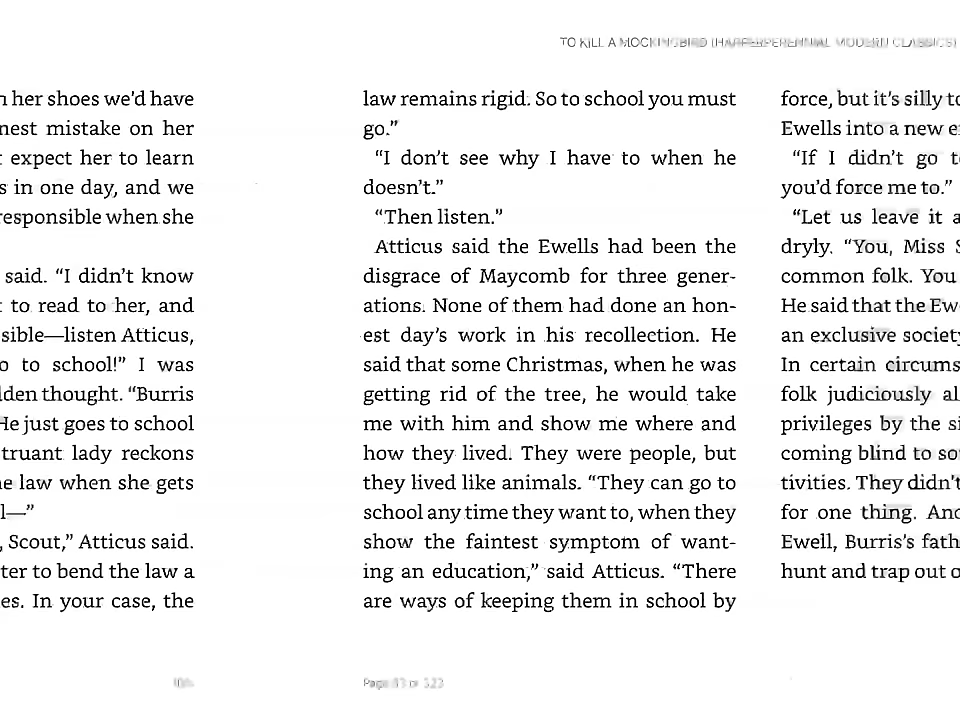 TO KILL A MOCKINGBIRD (HARPERPERENNIAL MODERN CLASSICS)
her shoes we'd have
nest mistake on her
expect her to learn
s in one day, and we
responsible when she
said. “I didn't know
to read to her, and
sible—listen Atticus,
o to school!” I was
lden thought. “Burris
He just goes to school
truant lady reckons
he law when she gets
l—”
, Scout,” Atticus said.
ter to bend the law a
es. In your case, the
law remains rigid. So to school you must
go.”
“I don't see why I have to when he
doesn't.”
“Then listen.”
Atticus said the Ewells had been the
disgrace of Maycomb for three gener-
ations. None of them had done an hon-
est day's work in his recollection. He
said that some Christmas, when he was
getting rid of the tree, he would take
me with him and show me where and
how they lived. They were people, but
they lived like animals. “They can go to
school any time they want to, when they
show the faintest symptom of want-
ing an education,” said Atticus. “There
are ways of keeping them in school by
force, but it's silly to
Ewells into a new e
“If I didn't go t
you'd force me to.”
“Let us leave it a
dryly. “You, Miss S
common folk. You
He said that the Ew
an exclusive society
In certain circums
folk judiciously al
privileges by the si
coming blind to so
tivities. They didn't
for one thing. And
Ewell, Burris's fath
hunt and trap out o
Page 83 of 323